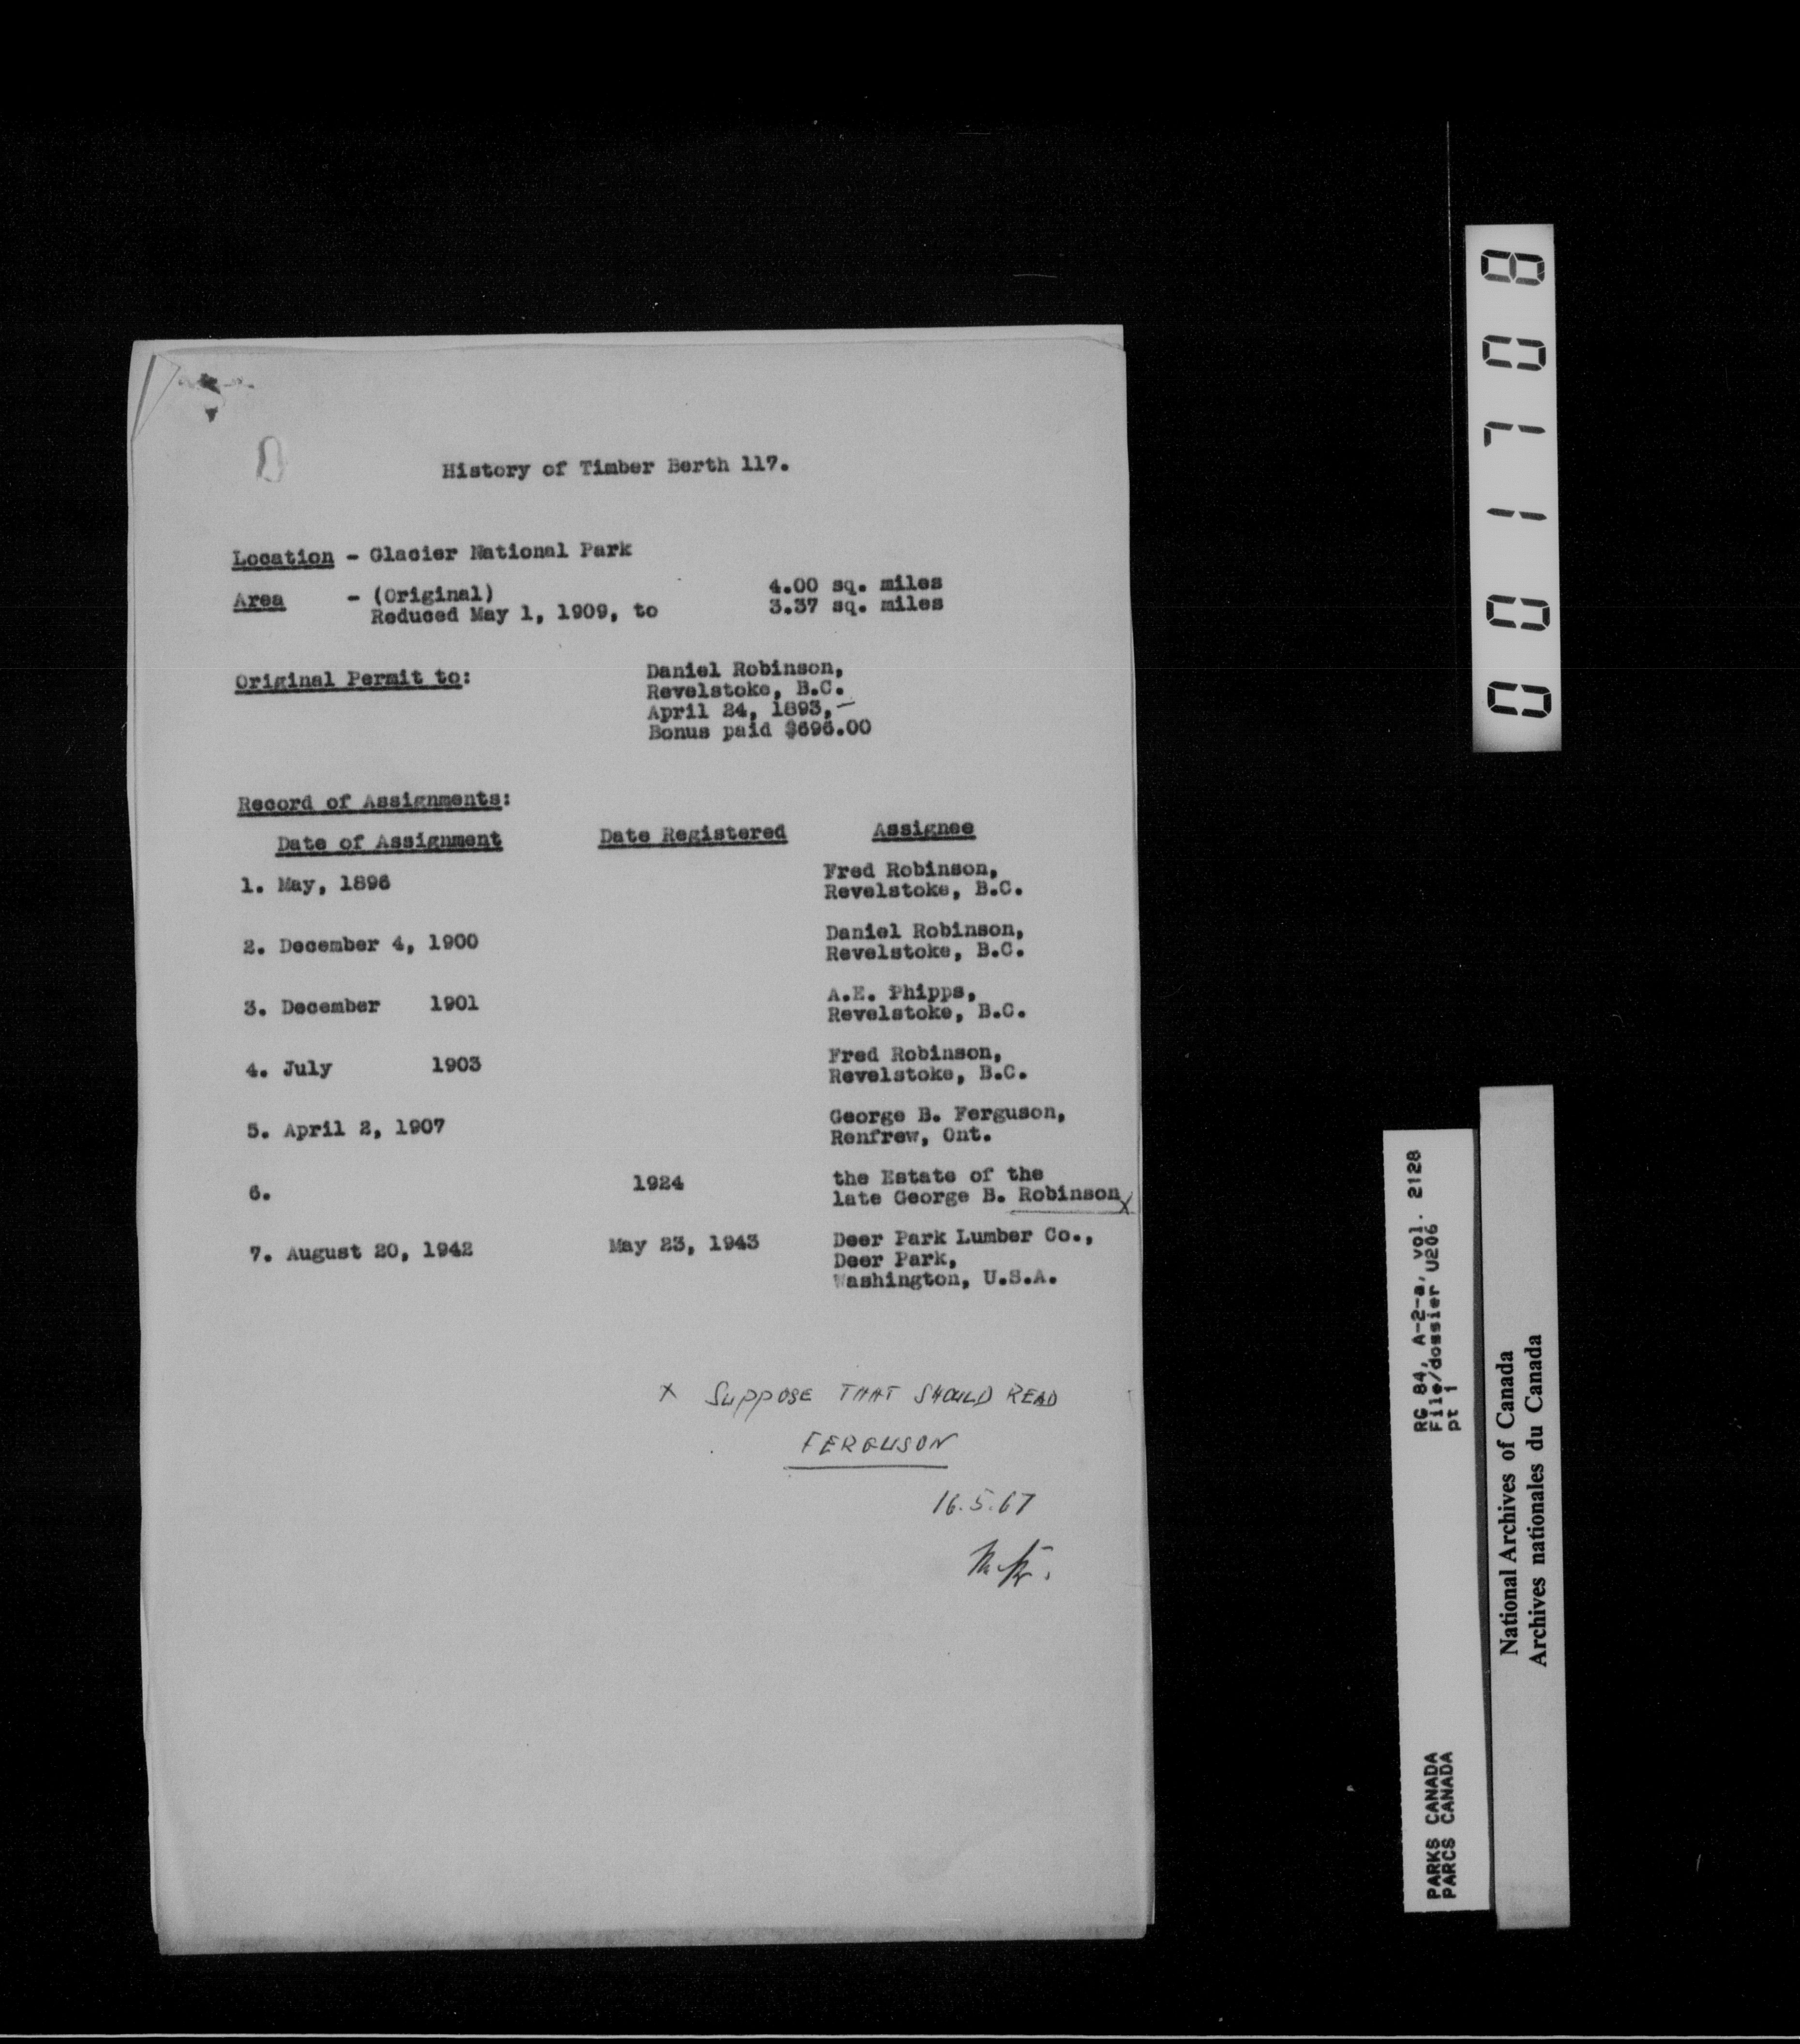 History of Timber Berth 117.
Location - Glacier National Park
Area - (Original) 4.00 sq. miles
Reduced May 1, 1909, to 3.37 sq. miles
Original Permit to: Daniel Robinson,
Revelstoke, B.C.
April 24, 1893,
Bonus paid $696.00
Record of Assignments:
Date of Assignment Date Registered Assignee
1. May, 1896 Fred Robinson,
Revelstoke, B.C.
2. December 4, 1900 Daniel Robinson,
Revelstoke, B.C.
3. December 1901 A.E. Phipps,
Revelstoke, B.C.
4. July 1903 Fred Robinson,
Revelstoke, B.C.
5. April 2, 1907 George B. Ferguson,
Renfrew, Ont.
6. 1924 the Estate of the
late George B. Robinson x
7. August 20, 1942 May 23, 1943 Deer Park Lumber Co.,
Deer Park,
Washington, U.S.A.
x SUPPOSE THAT SHOULD READ
FERGUSON
16.5.67
001708
RG 84, A-2-a, vol. 2128
File/dossier U206
pt 1
PARKS CANADA
PARCS CANADA
National Archives of Canada
Archives nationales du Canada